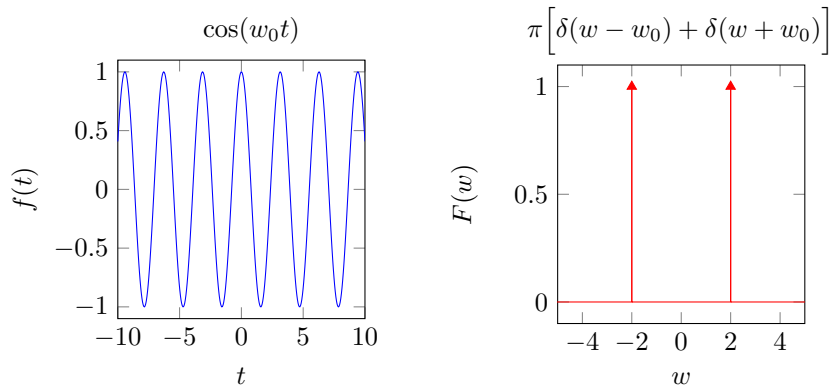 cos(w₀t)
1
0.5
0
−0.5
−1
f(t)
−10 −5 0 5 10
t
π[δ(w − w₀) + δ(w + w₀)]
1
0.5
0
F(w)
−4 −2 0 2 4
w